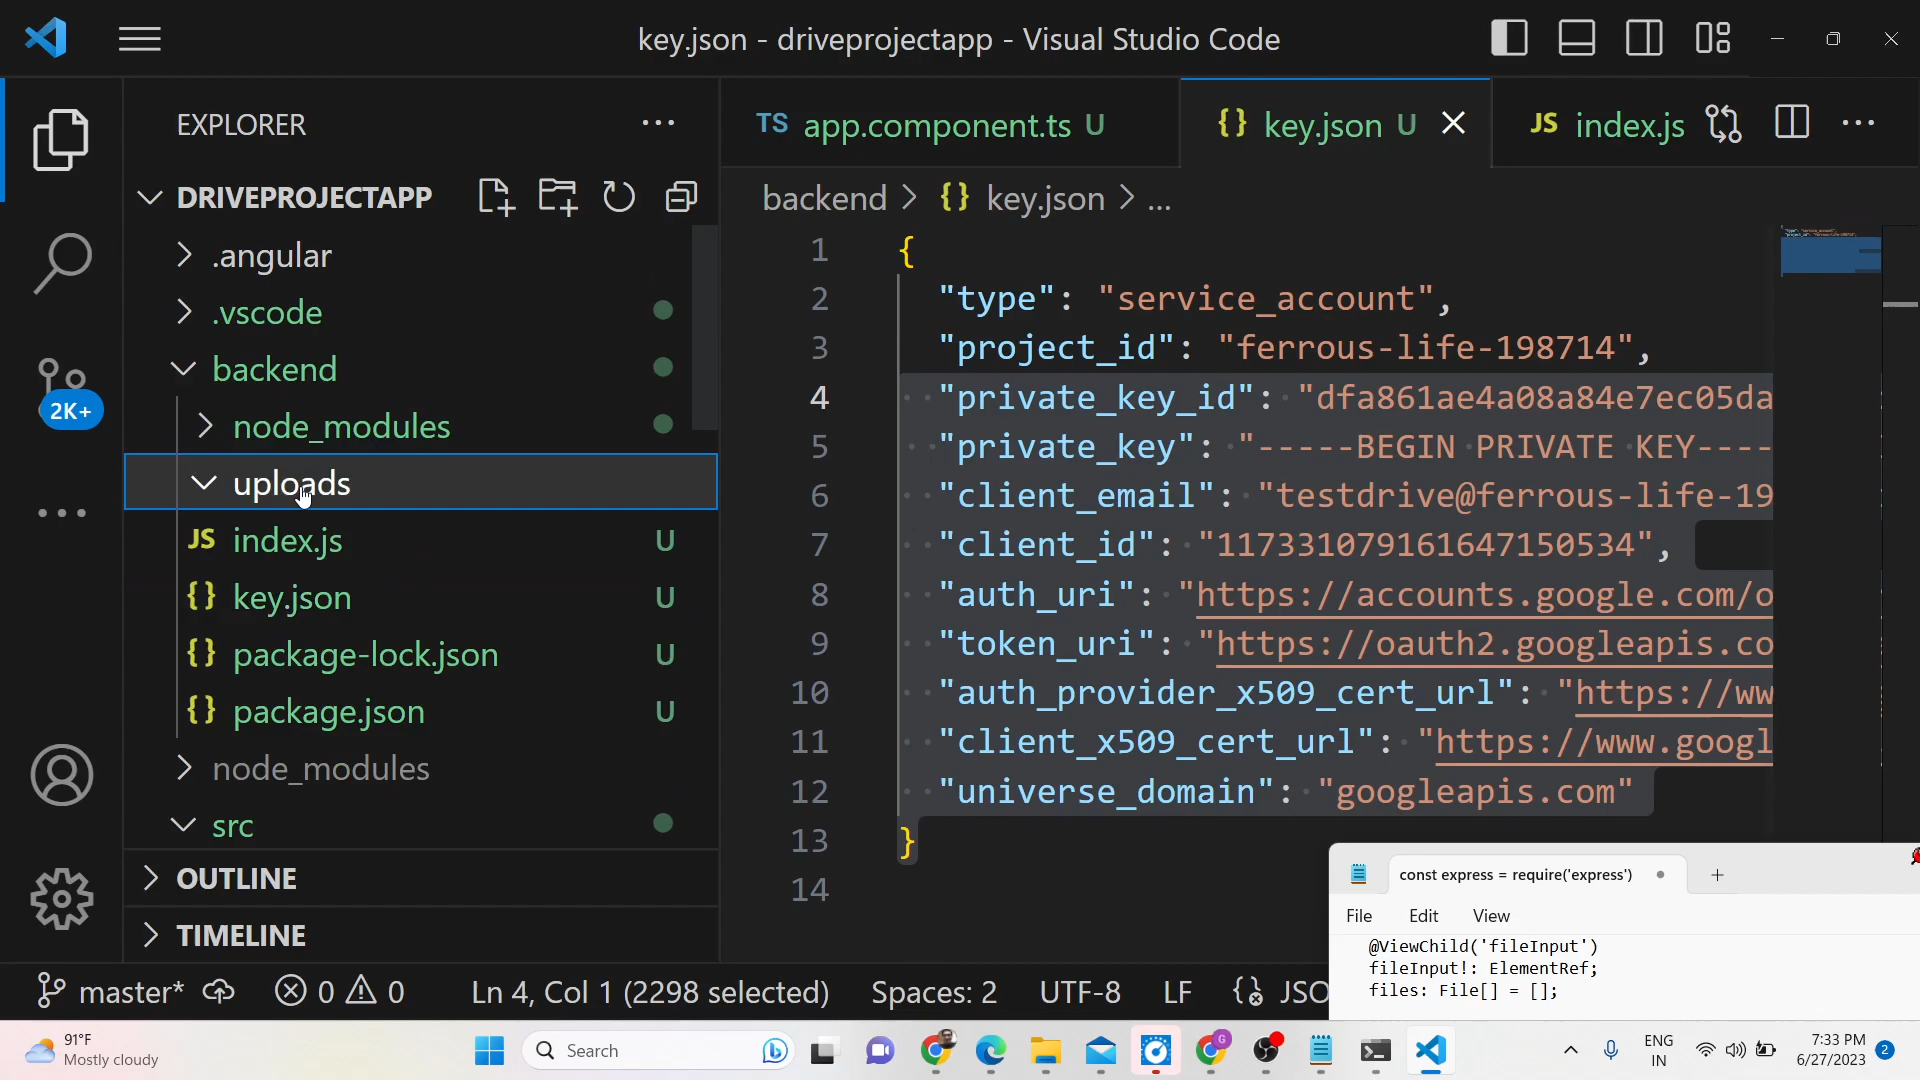 key.json - driveprojectapp - Visual Studio Code
EXPLORER
DRIVEPROJECTAPP
.angular
.vscode
backend
node_modules
uploads
JS index.js U
{} key.json U
{} package-lock.json U
{} package.json U
node_modules
src
OUTLINE
TIMELINE
2K+
TS app.component.ts U
{} key.json U
JS index.js
backend > {} key.json > ...
1 {
2 "type": "service_account",
3 "project_id": "ferrous-life-198714",
4 "private_key_id": "dfa861ae4a08a84e7ec05da
5 "private_key": "-----BEGIN PRIVATE KEY----
6 "client_email": "testdrive@ferrous-life-19
7 "client_id": "117331079161647150534",
8 "auth_uri": "https://accounts.google.com/o
9 "token_uri": "https://oauth2.googleapis.co
10 "auth_provider_x509_cert_url": "https://ww
11 "client_x509_cert_url": "https://www.googl
12 "universe_domain": "googleapis.com"
13 }
14
const express = require('express')
File Edit View
@ViewChild('fileInput')
fileInput!: ElementRef;
files: File[] = [];
master* 0 0 Ln 4, Col 1 (2298 selected) Spaces: 2 UTF-8 LF {} JSO
91°F
Mostly cloudy
Search
ENG
IN
7:33 PM
6/27/2023
2